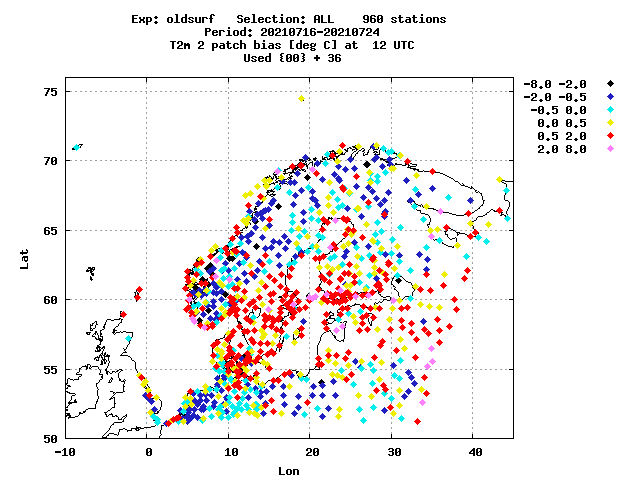 Exp: oldsurf   Selection: ALL    960 stations
Period: 20210716-20210724
T2m 2 patch bias [deg C] at  12 UTC
Used {00} + 36
-8.0 -2.0
-2.0 -0.5
-0.5 0.0
0.0 0.5
0.5 2.0
2.0 8.0
75
70
65
60
55
50
Lat
-10 0 10 20 30 40
Lon